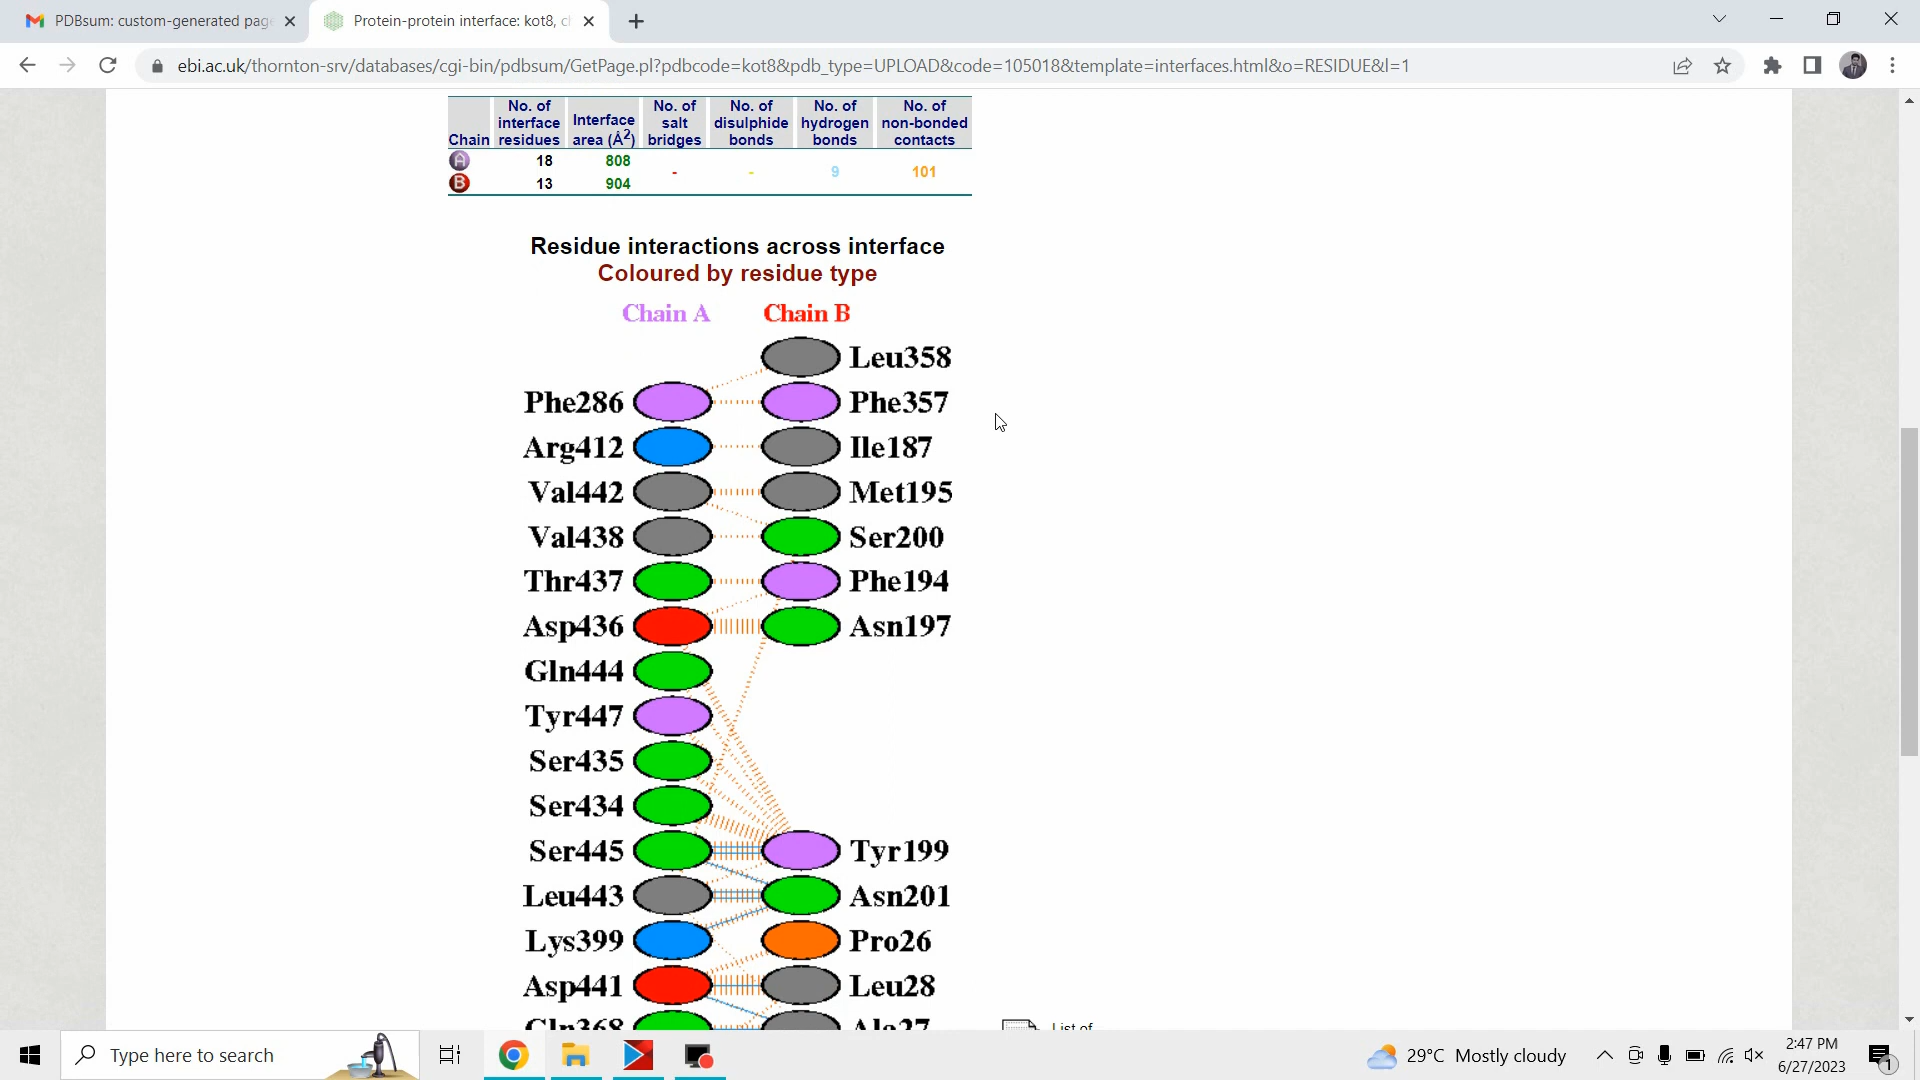 PDBsum: custom-generated pag
Protein-protein interface: kot8, c
ebi.ac.uk/thornton-srv/databases/cgi-bin/pdbsum/GetPage.pl?pdbcode=kot8&pdb_type=UPLOAD&code=105018&template=interfaces.html&o=RESIDUE&l=1
Chain
No. of
interface
residues
Interface
area (Å2)
No. of
salt
bridges
No. of
disulphide
bonds
No. of
hydrogen
bonds
No. of
non-bonded
contacts
A 18 808
- - 9 101
B 13 904
Residue interactions across interface
Coloured by residue type
Chain A Chain B
Leu358
Phe286 Phe357
Arg412 Ile187
Val442 Met195
Val438 Ser200
Thr437 Phe194
Asp436 Asn197
Gln444
Tyr447
Ser435
Ser434
Ser445 Tyr199
Leu443 Asn201
Lys399 Pro26
Asp441 Leu28
Gln368 Ala27
List of
Type here to search
29°C Mostly cloudy
2:47 PM
6/27/2023
1